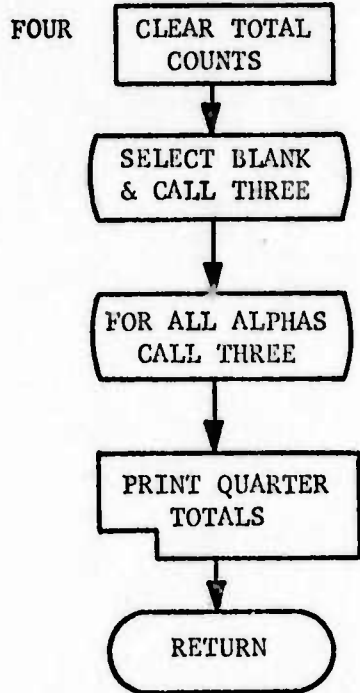 FOUR
CLEAR TOTAL
COUNTS
SELECT BLANK
& CALL THREE
FOR ALL ALPHAS
CALL THREE
PRINT QUARTER
TOTALS
RETURN